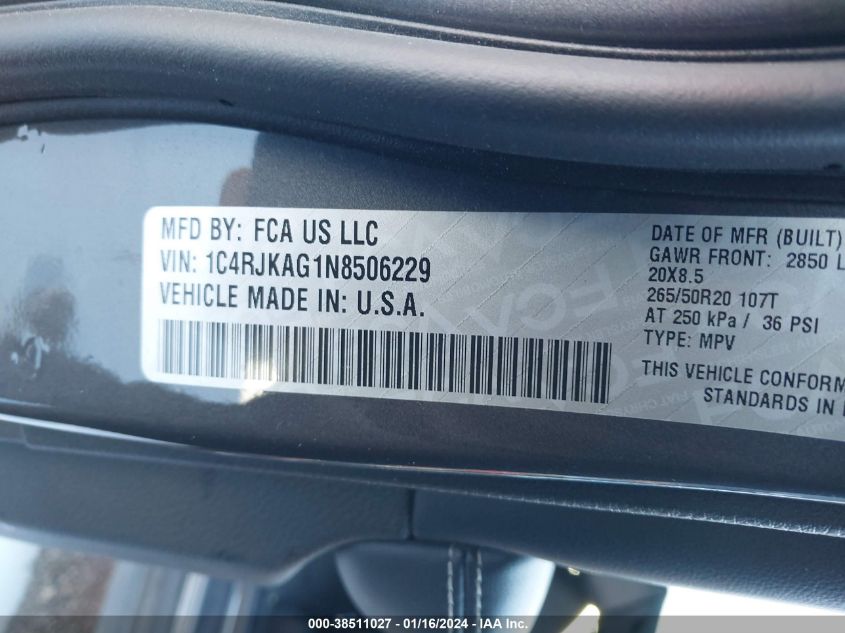 MFD BY: FCA US LLC
VIN: 1C4RJKAG1N8506229
VEHICLE MADE IN: U.S.A.
DATE OF MFR (BUILT)
GAWR FRONT: 2850 L
20X8.5
265/50R20 107T
AT 250 kPa / 36 PSI
TYPE: MPV
THIS VEHICLE CONFORM
STANDARDS IN
000-38511027 - 01/16/2024 - IAA Inc.